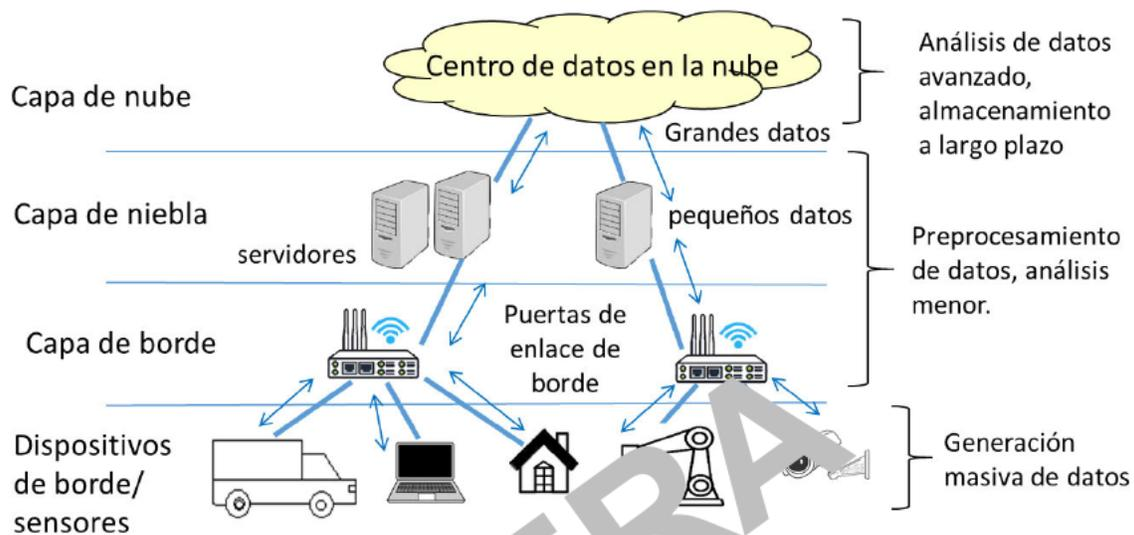 Centro de datos en la nube
Análisis de datos
avanzado,
almacenamiento
a largo plazo
Capa de nube
Grandes datos
Capa de niebla
servidores
pequeños datos
Preprocesamiento
de datos, análisis
menor.
Capa de borde
Puertas de
enlace de
borde
Dispositivos
de borde/
sensores
Generación
masiva de datos
ERA